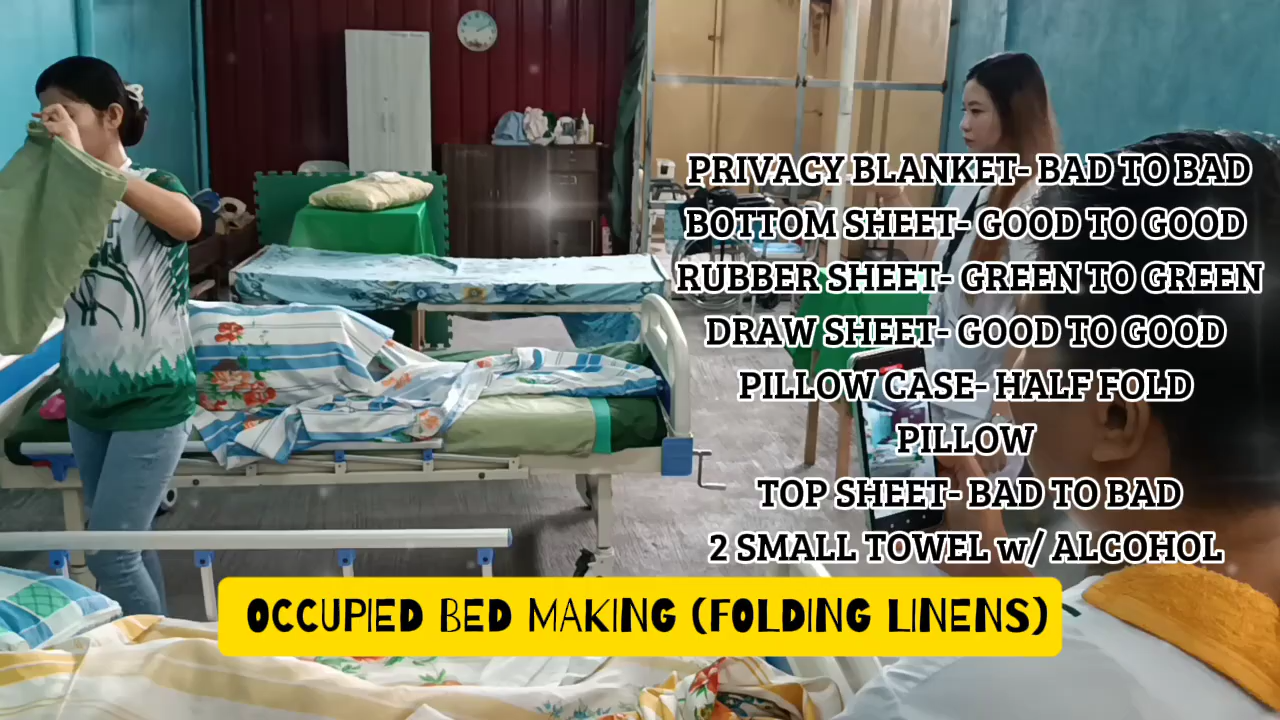 PRIVACY BLANKET- BAD TO BAD
BOTTOM SHEET- GOOD TO GOOD
RUBBER SHEET- GREEN TO GREEN
DRAW SHEET- GOOD TO GOOD
PILLOW CASE- HALF FOLD
PILLOW
TOP SHEET- BAD TO BAD
2 SMALL TOWEL w/ ALCOHOL
OCCUPIED BED MAKING (FOLDING LINENS)